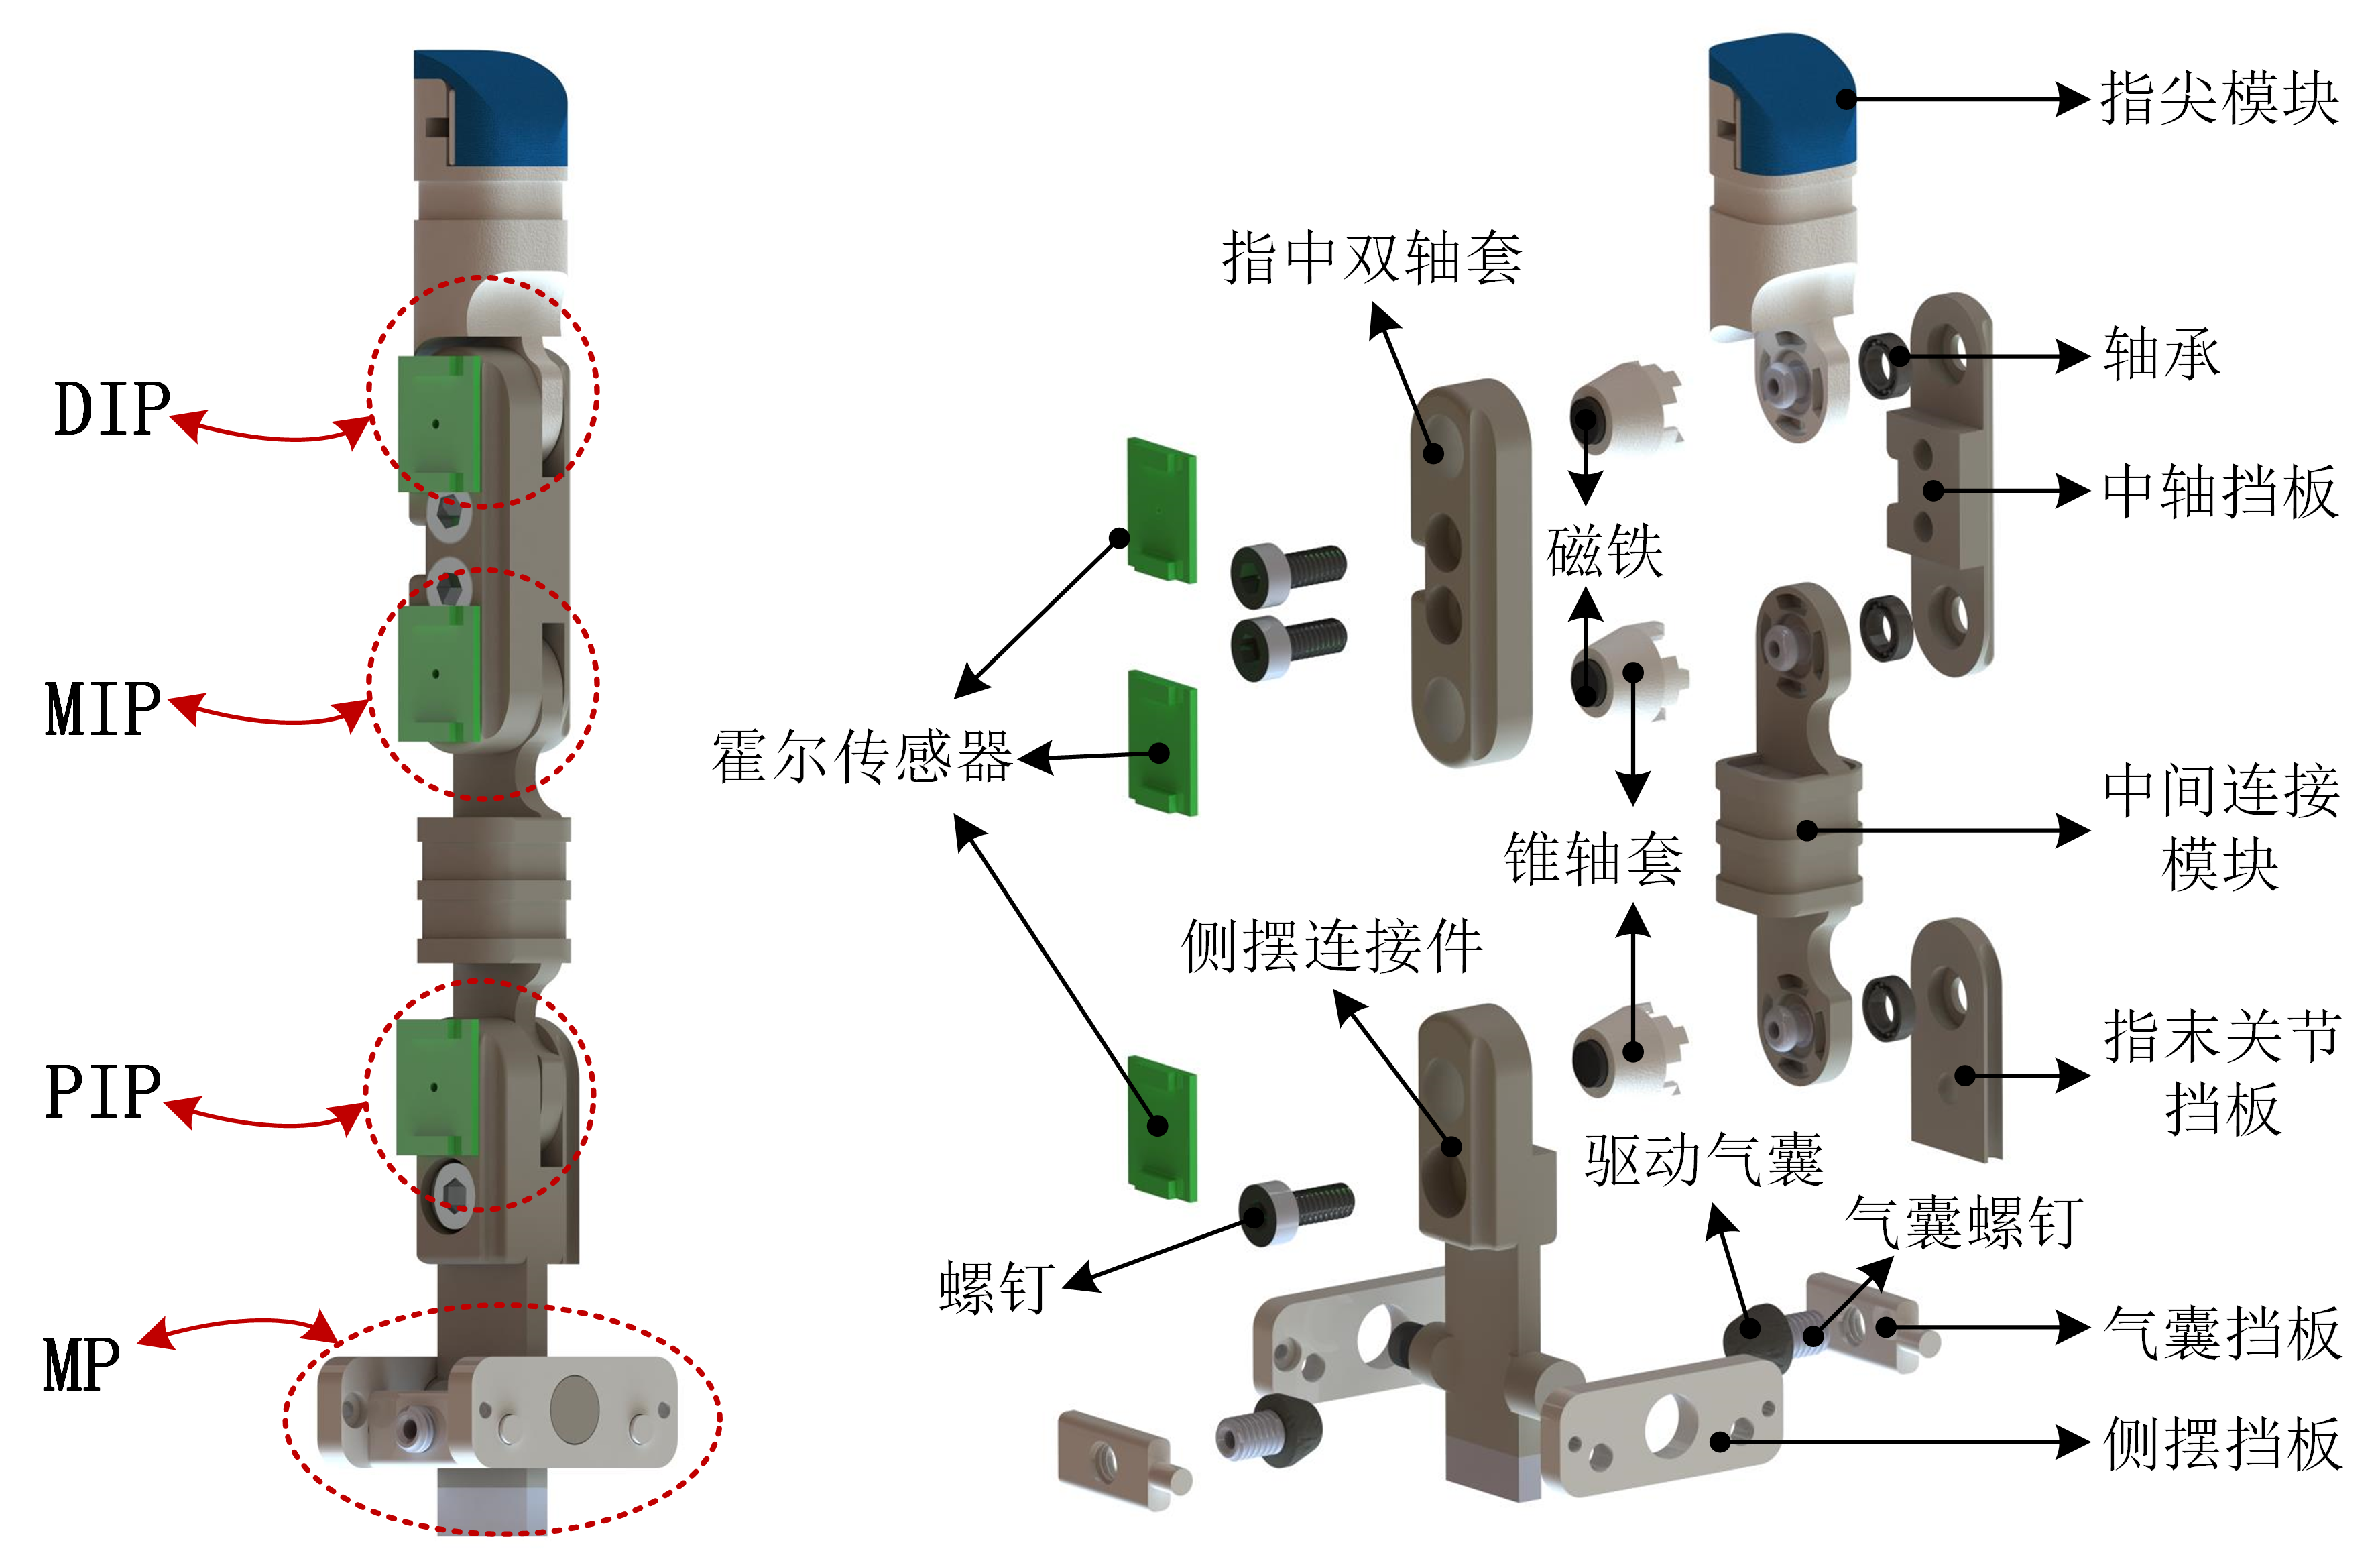 DIP
MIP
PIP
MP
指尖模块
指中双轴套
轴承
中轴挡板
磁铁
霍尔传感器
中间连接
模块
锥轴套
侧摆连接件
指末关节
挡板
驱动气囊
气囊螺钉
螺钉
气囊挡板
侧摆挡板